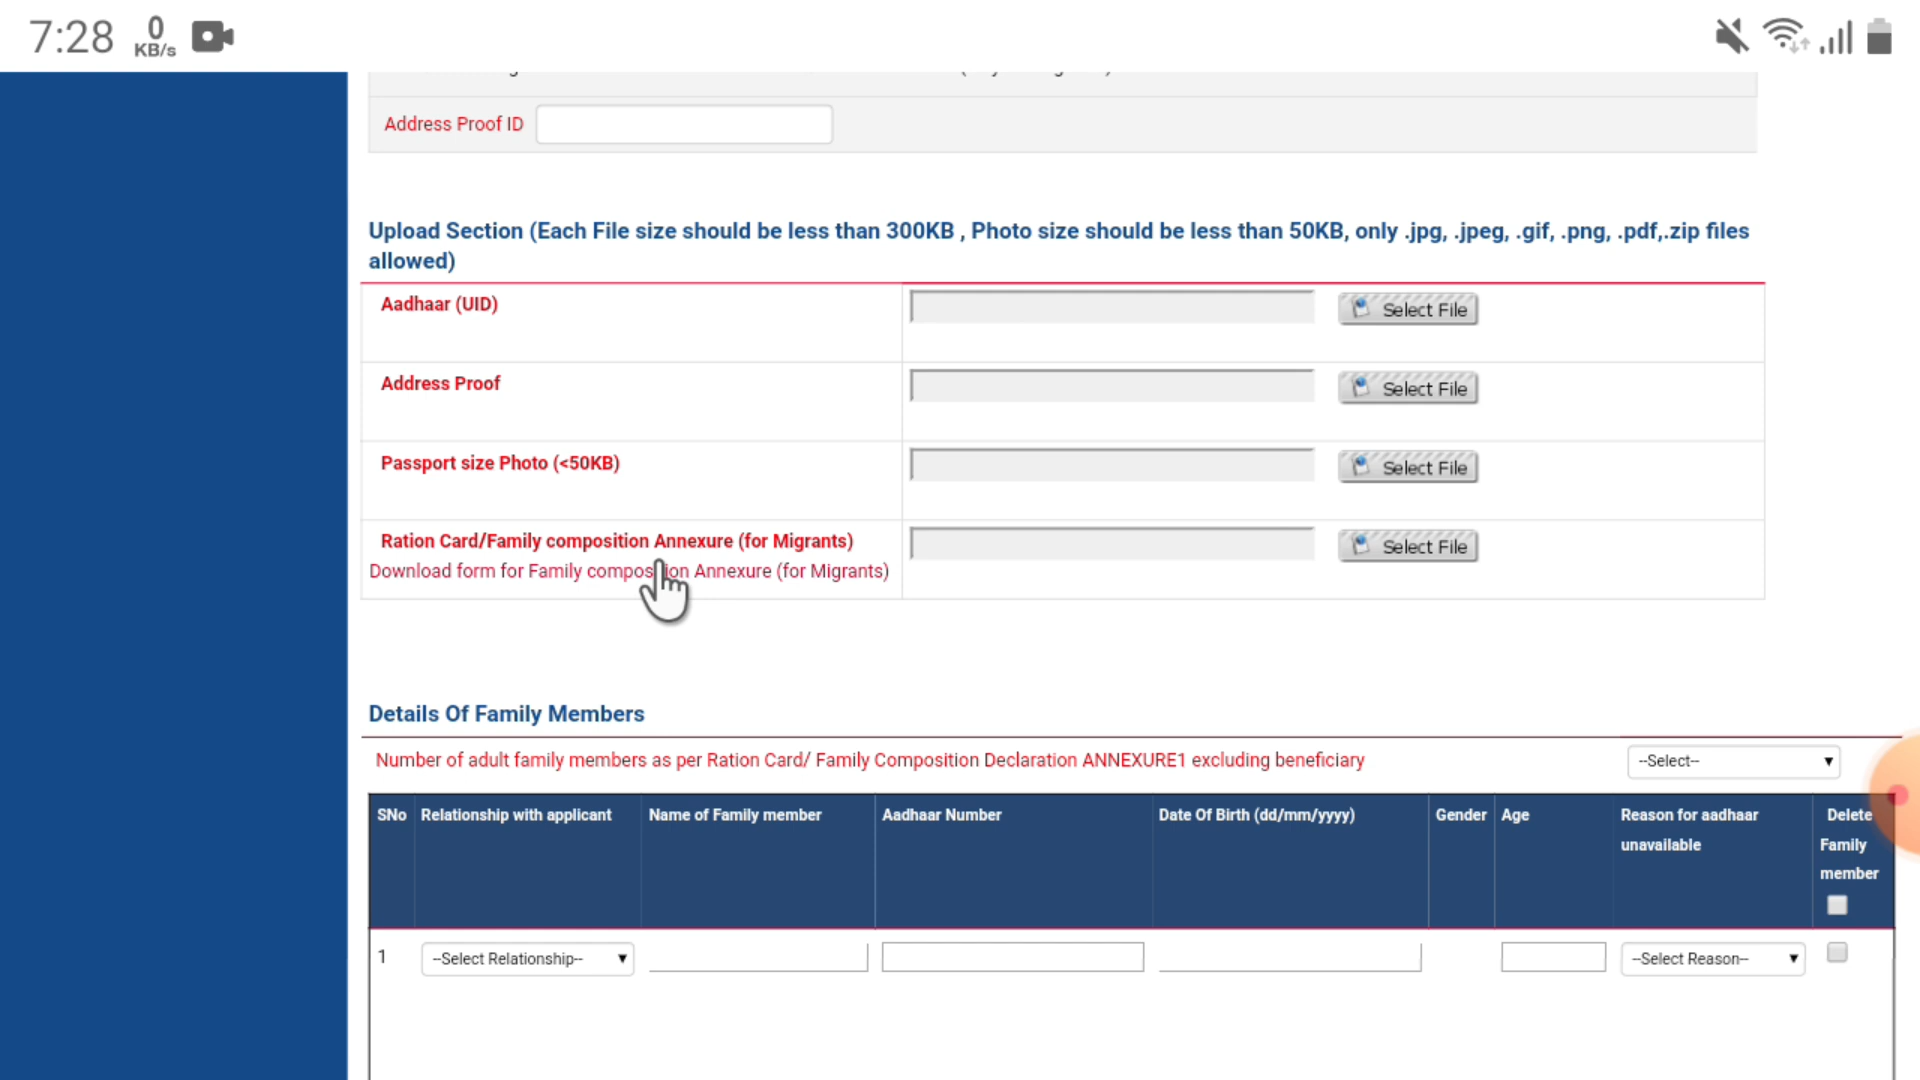 7:28 0 KB/s
Address Proof ID
Upload Section (Each File size should be less than 300KB , Photo size should be less than 50KB, only .jpg, .jpeg, .gif, .png, .pdf,.zip files
allowed)
Aadhaar (UID) Select File
Address Proof Select File
Passport size Photo (<50KB) Select File
Ration Card/Family composition Annexure (for Migrants) Select File
Download form for Family composition Annexure (for Migrants)
Details Of Family Members
Number of adult family members as per Ration Card/ Family Composition Declaration ANNEXURE1 excluding beneficiary --Select--
SNo Relationship with applicant Name of Family member Aadhaar Number Date Of Birth (dd/mm/yyyy) Gender Age Reason for aadhaar Delete
unavailable Family
member
1 --Select Relationship-- --Select Reason--